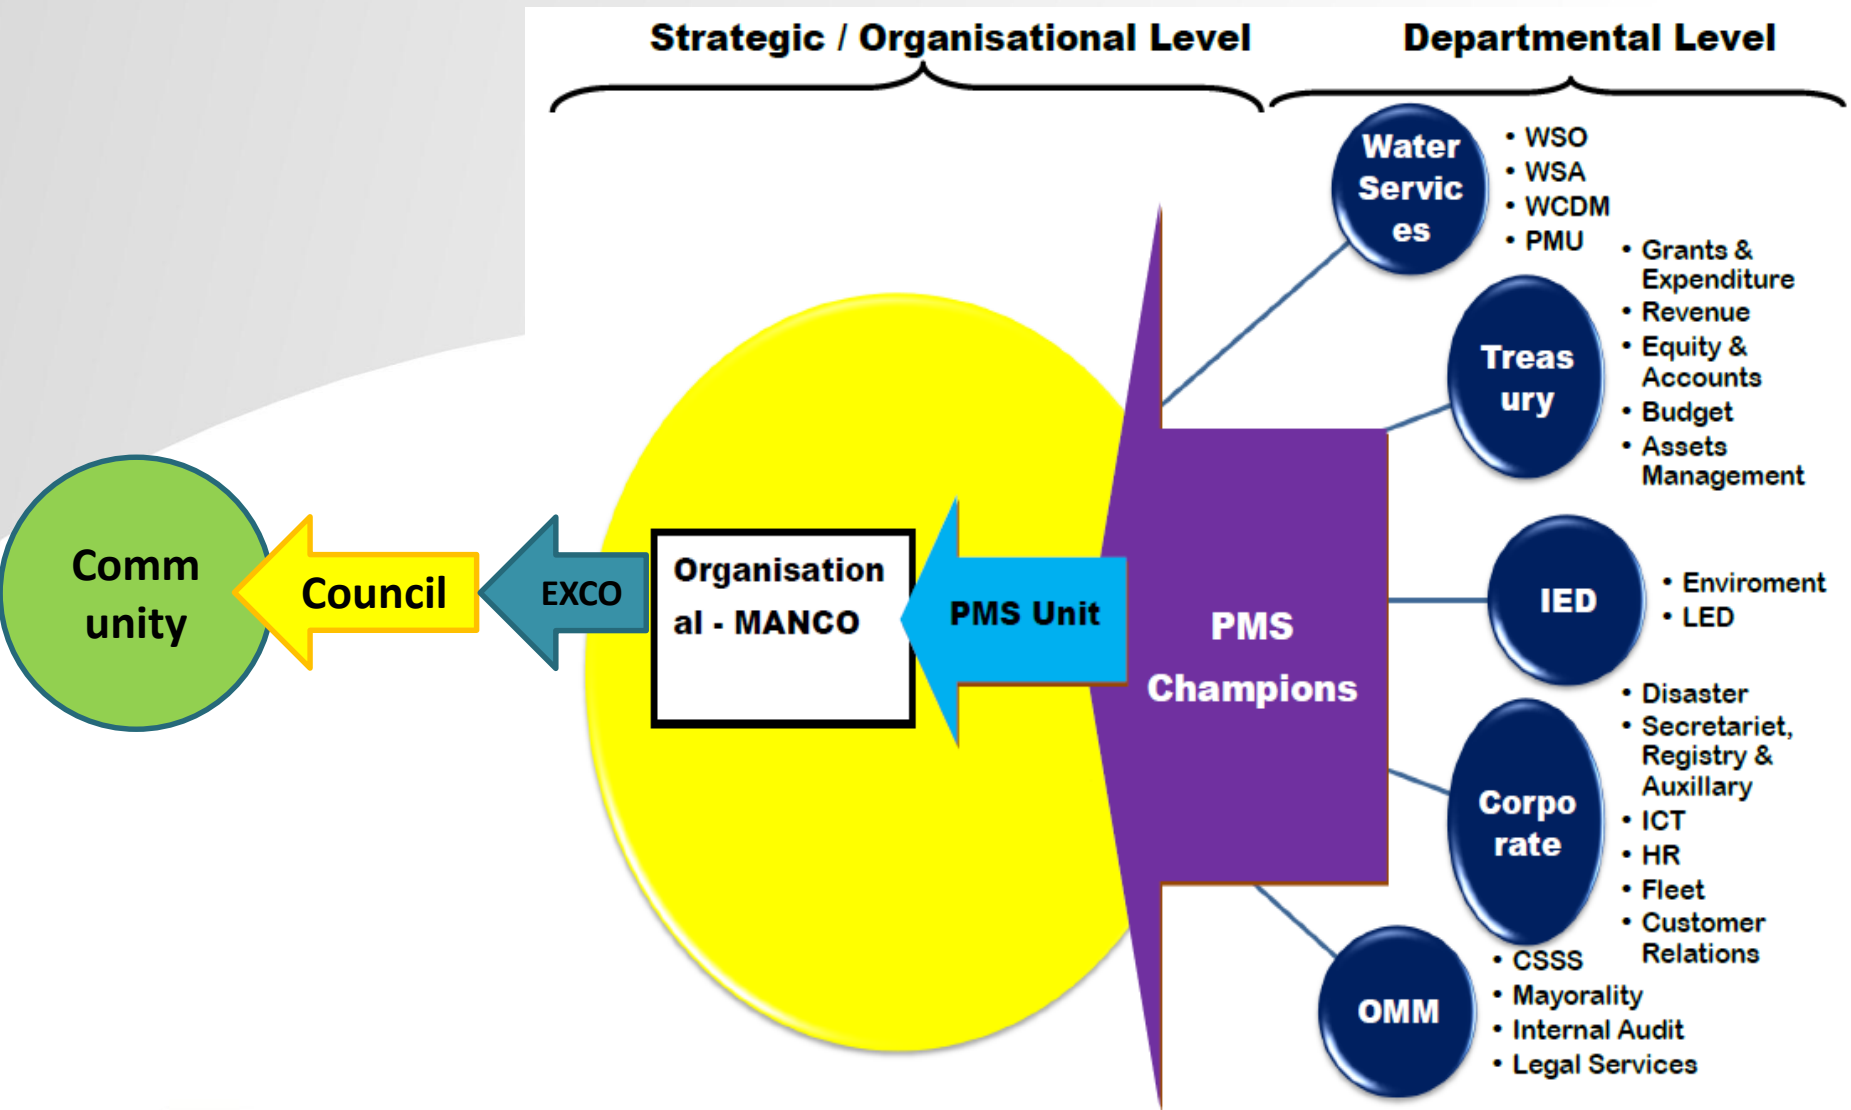 Strategic / Organisational Level
Departmental Level
Water
Servic
es
• WSO
• WSA
• WCDM
• PMU
Treas
ury
• Grants &
Expenditure
• Revenue
• Equity &
Accounts
• Budget
• Assets
Management
Comm
unity
Council
EXCO
Organisation
al - MANCO
PMS Unit
PMS
Champions
IED
• Enviroment
• LED
Corpo
rate
• Disaster
• Secretariet,
Registry &
Auxillary
• ICT
• HR
• Fleet
• Customer
Relations
OMM
• CSSS
• Mayorality
• Internal Audit
• Legal Services